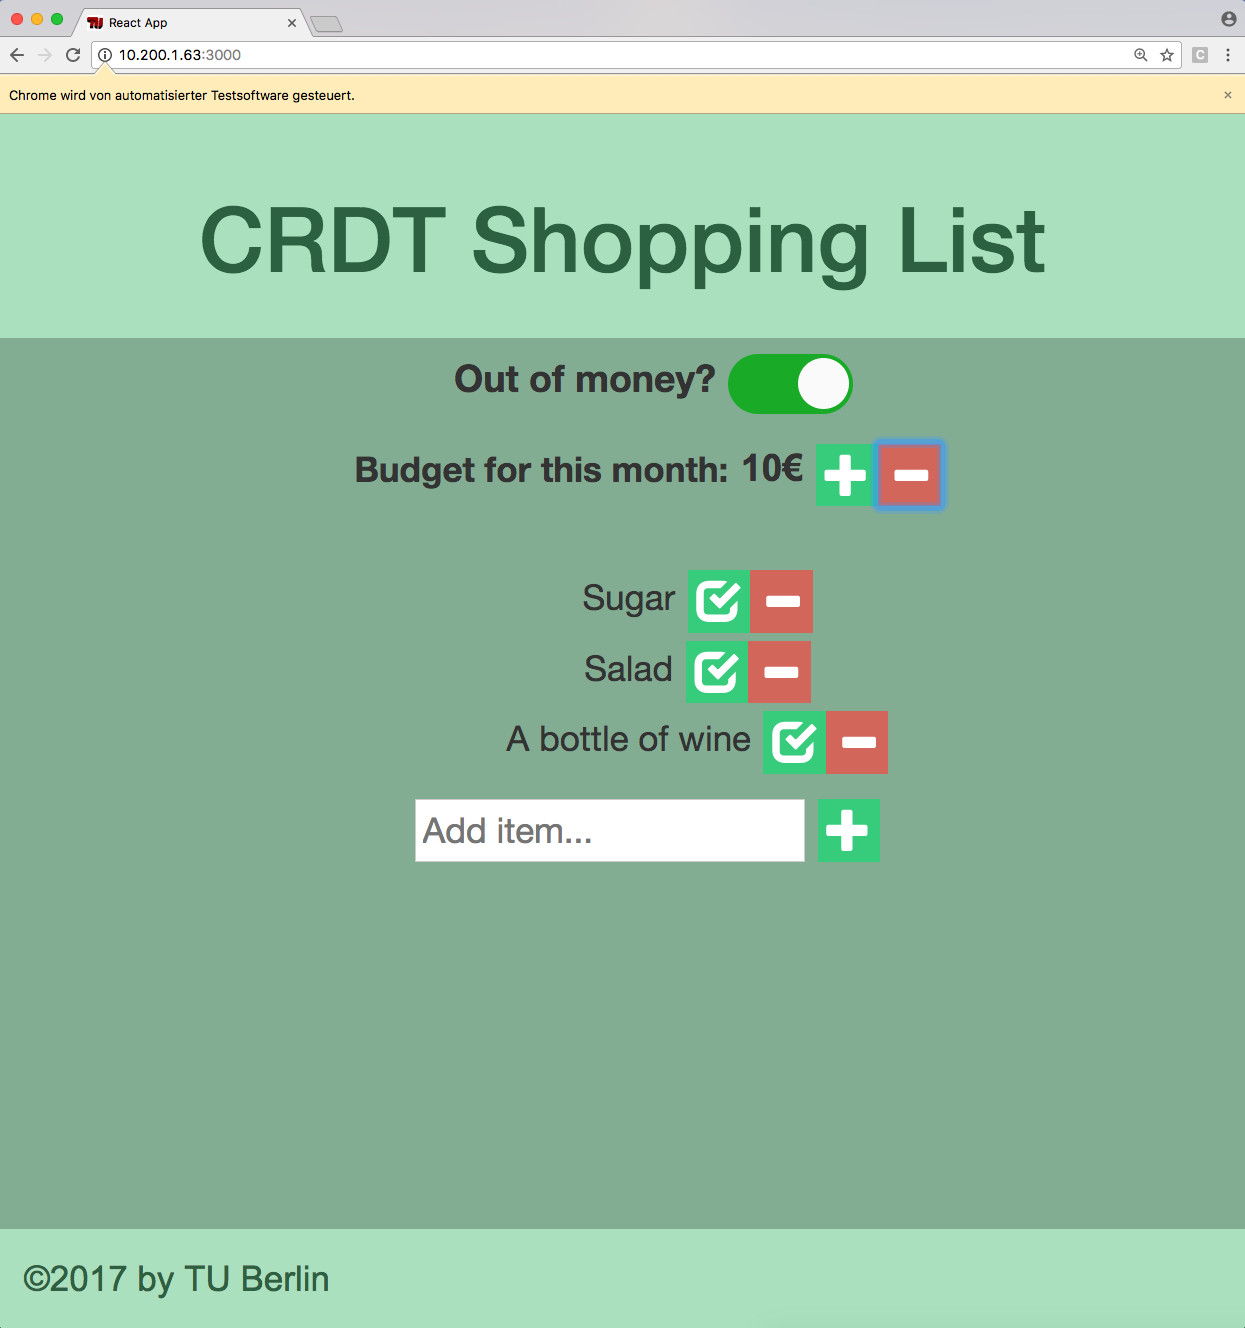 React App
10.200.1.63:3000
Chrome wird von automatisierter Testsoftware gesteuert.
CRDT Shopping List
Out of money?
Budget for this month: 10€
Sugar
Salad
A bottle of wine
Add item...
©2017 by TU Berlin